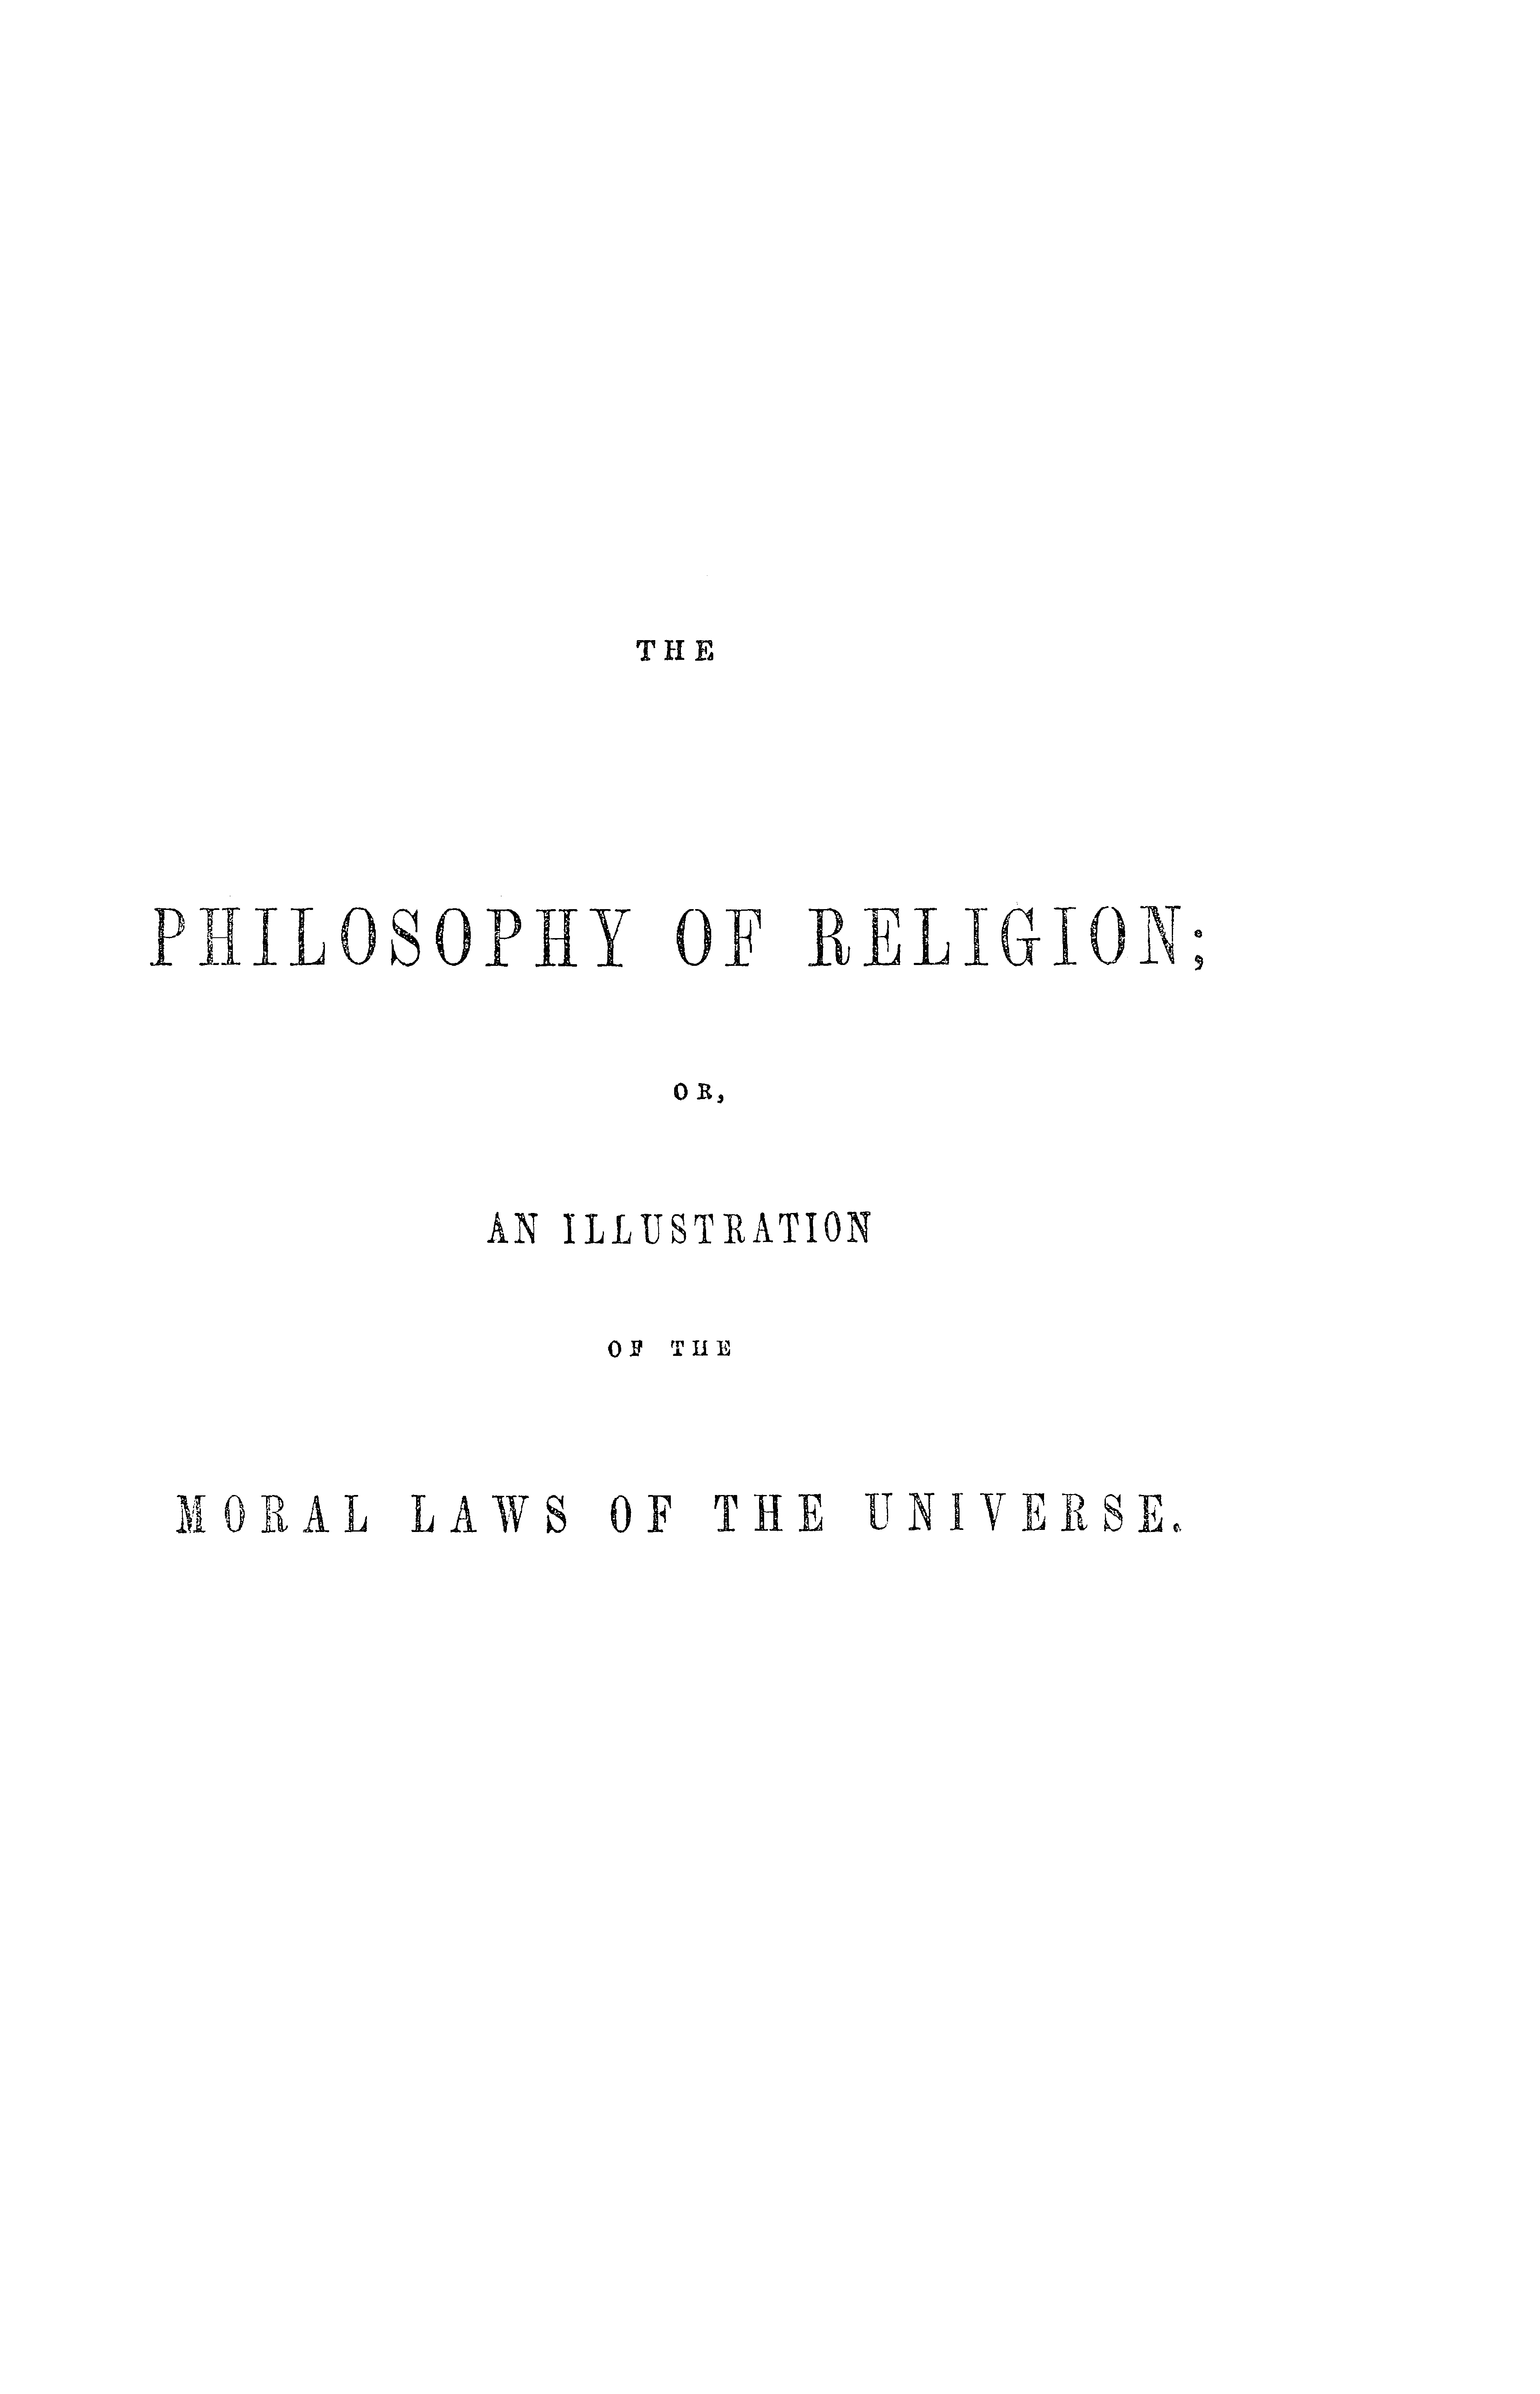 THE
PHILOSOPHY OF RELIGION;
OR,
AN ILLUSTRATION
OF THE
MORAL LAWS OF THE UNIVERSE.